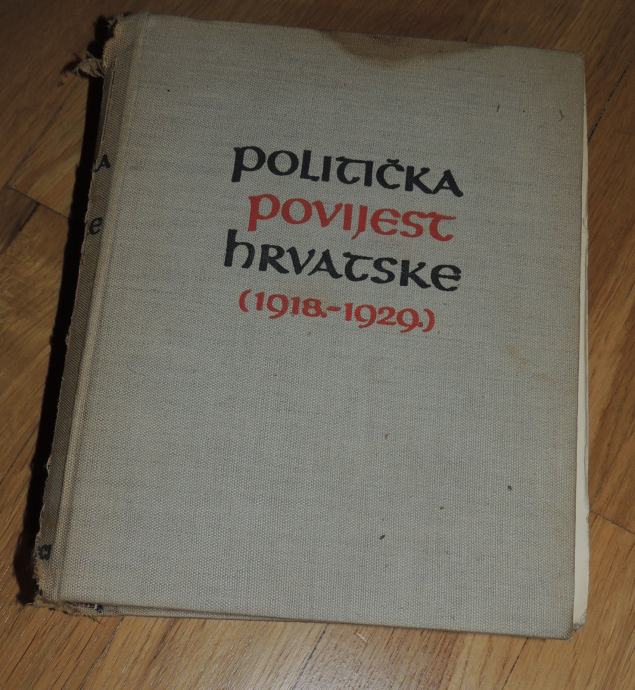 POLITIČKA
POVIJEST
HRVATSKE
(1918.-1929.)